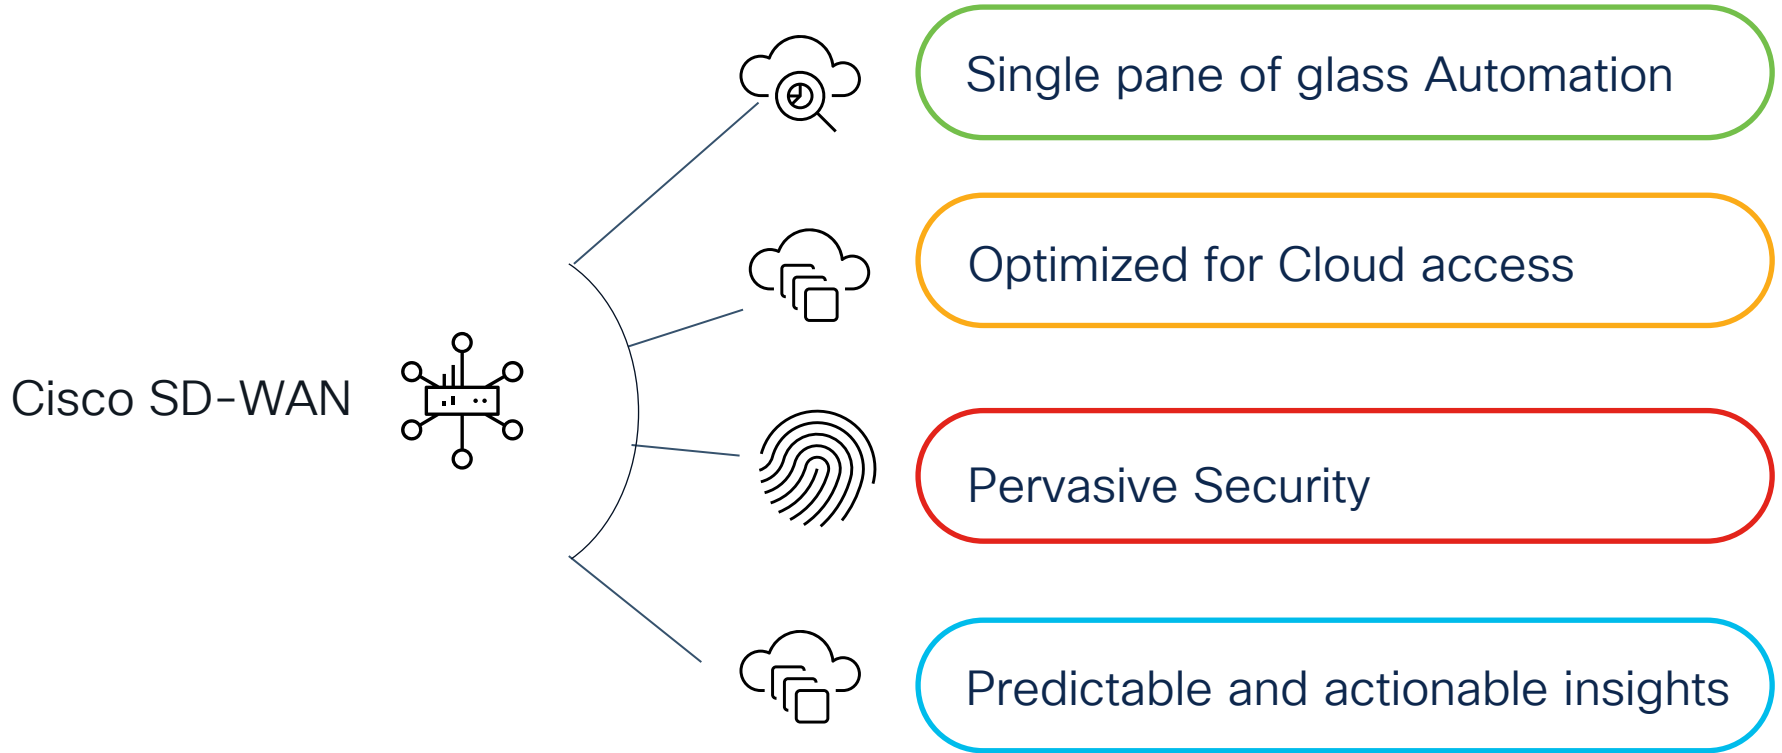 Single pane of glass Automation
Optimized for Cloud access
Cisco SD-WAN
Pervasive Security
Predictable and actionable insights